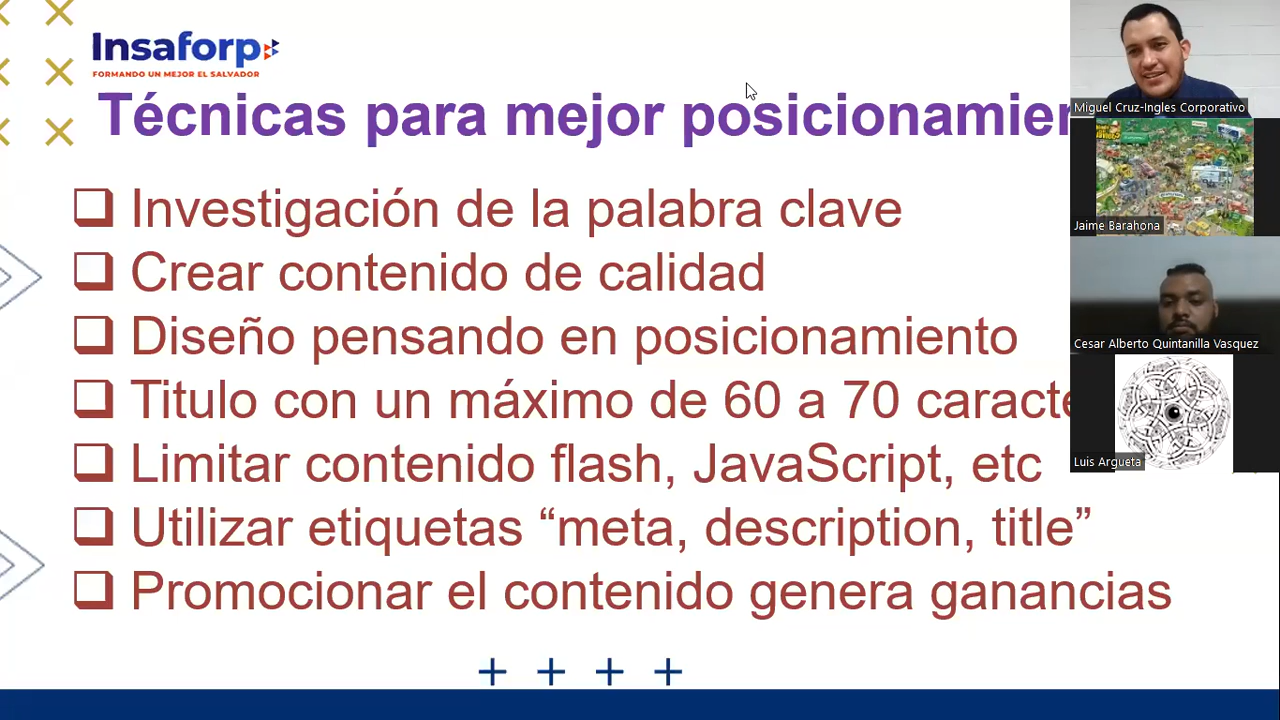 Insaforp
FORMANDO UN MEJOR EL SALVADOR
Técnicas para mejor
Investigación de la palabra clave
Crear contenido de calidad
Diseño pensando en posicionamiento
Titulo con un máximo de 60 a 70
Limitar contenido flash, JavaScript, etc
Utilizar etiquetas “meta, description, title”
Promocionar el contenido genera ganancias
Miguel Cruz-Ingles Corporativo
Jaime Barahona
Cesar Alberto Quintanilla Vasquez
Luis Argueta